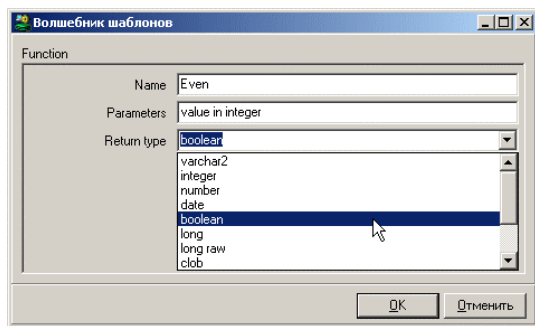 Волшебник шаблонов
Function
Name Even
Parameters value in integer
Return type boolean
varchar2
integer
number
date
boolean
long
long raw
clob
OK Отменить